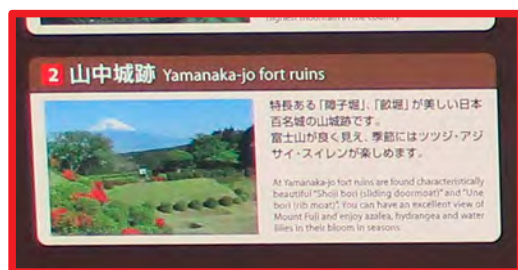 highest mountain in the country.
2 山中城跡 Yamanaka-jo fort ruins
特長ある「障子堀」、「畝堀」が美しい日本
百名城の山城跡です。
富士山が良く見え、季節にはツツジ・アジ
サイ・スイレンが楽しめます。
At Yamanaka-jo fort ruins are found characteristically
beautiful "Shoji bori (sliding doormoat)" and "Une
bori (rib moat)". You can have an excellent view of
Mount Fuji and enjoy azalea, hydrangea and water
lilies in their bloom in seasons.